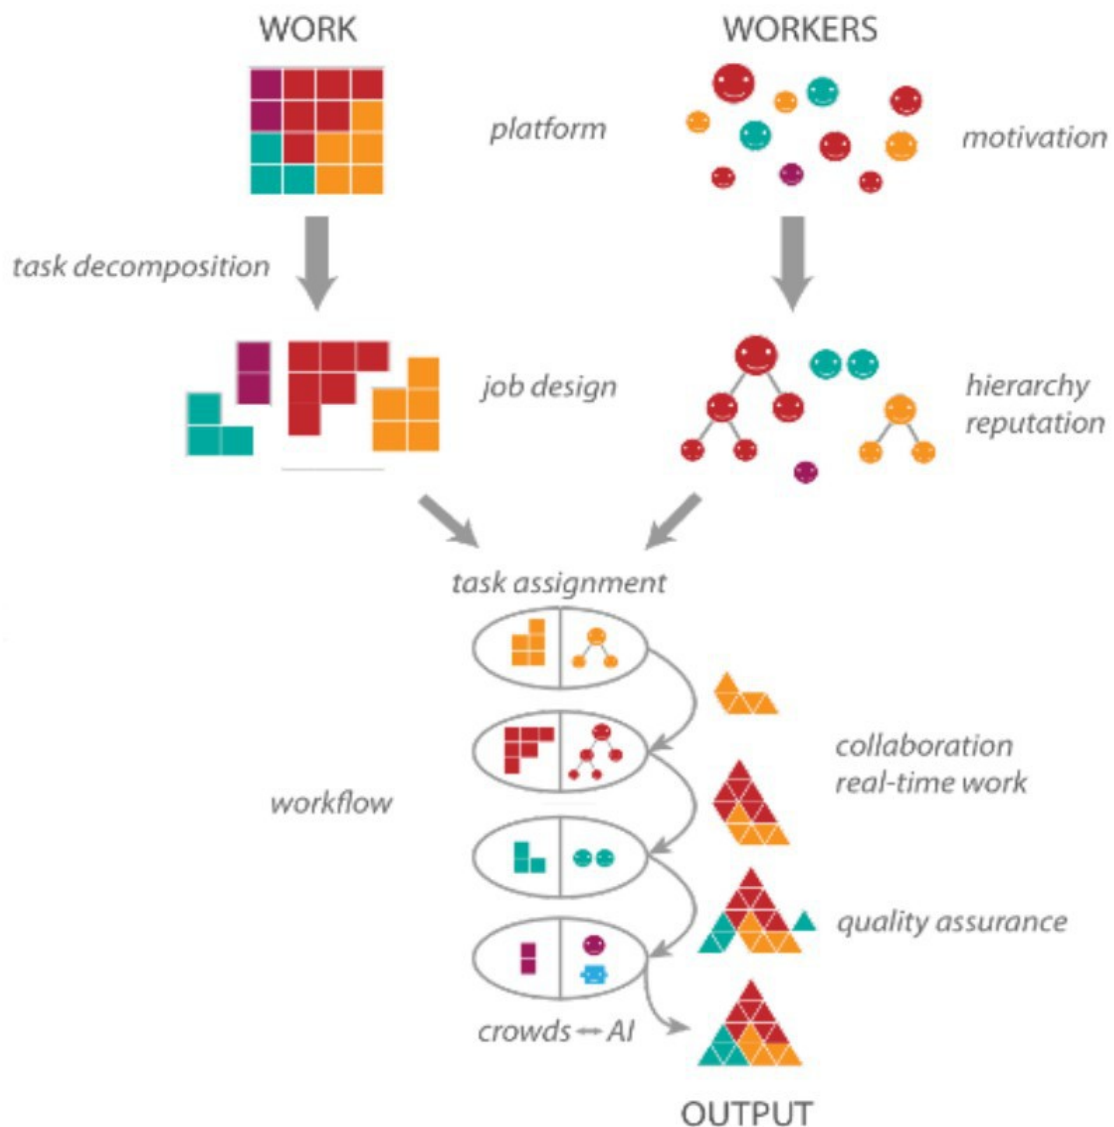 WORK
WORKERS
platform
motivation
task decomposition
job design
hierarchy
reputation
task assignment
collaboration
real-time work
workflow
quality assurance
crowds ↔ AI
OUTPUT